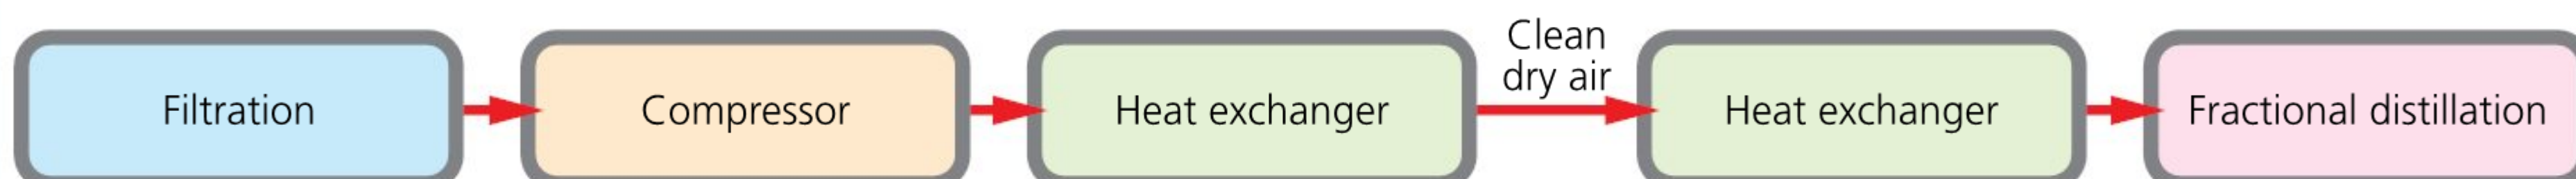 Filtration
Compressor
Heat exchanger
Clean
dry air
Heat exchanger
Fractional distillation